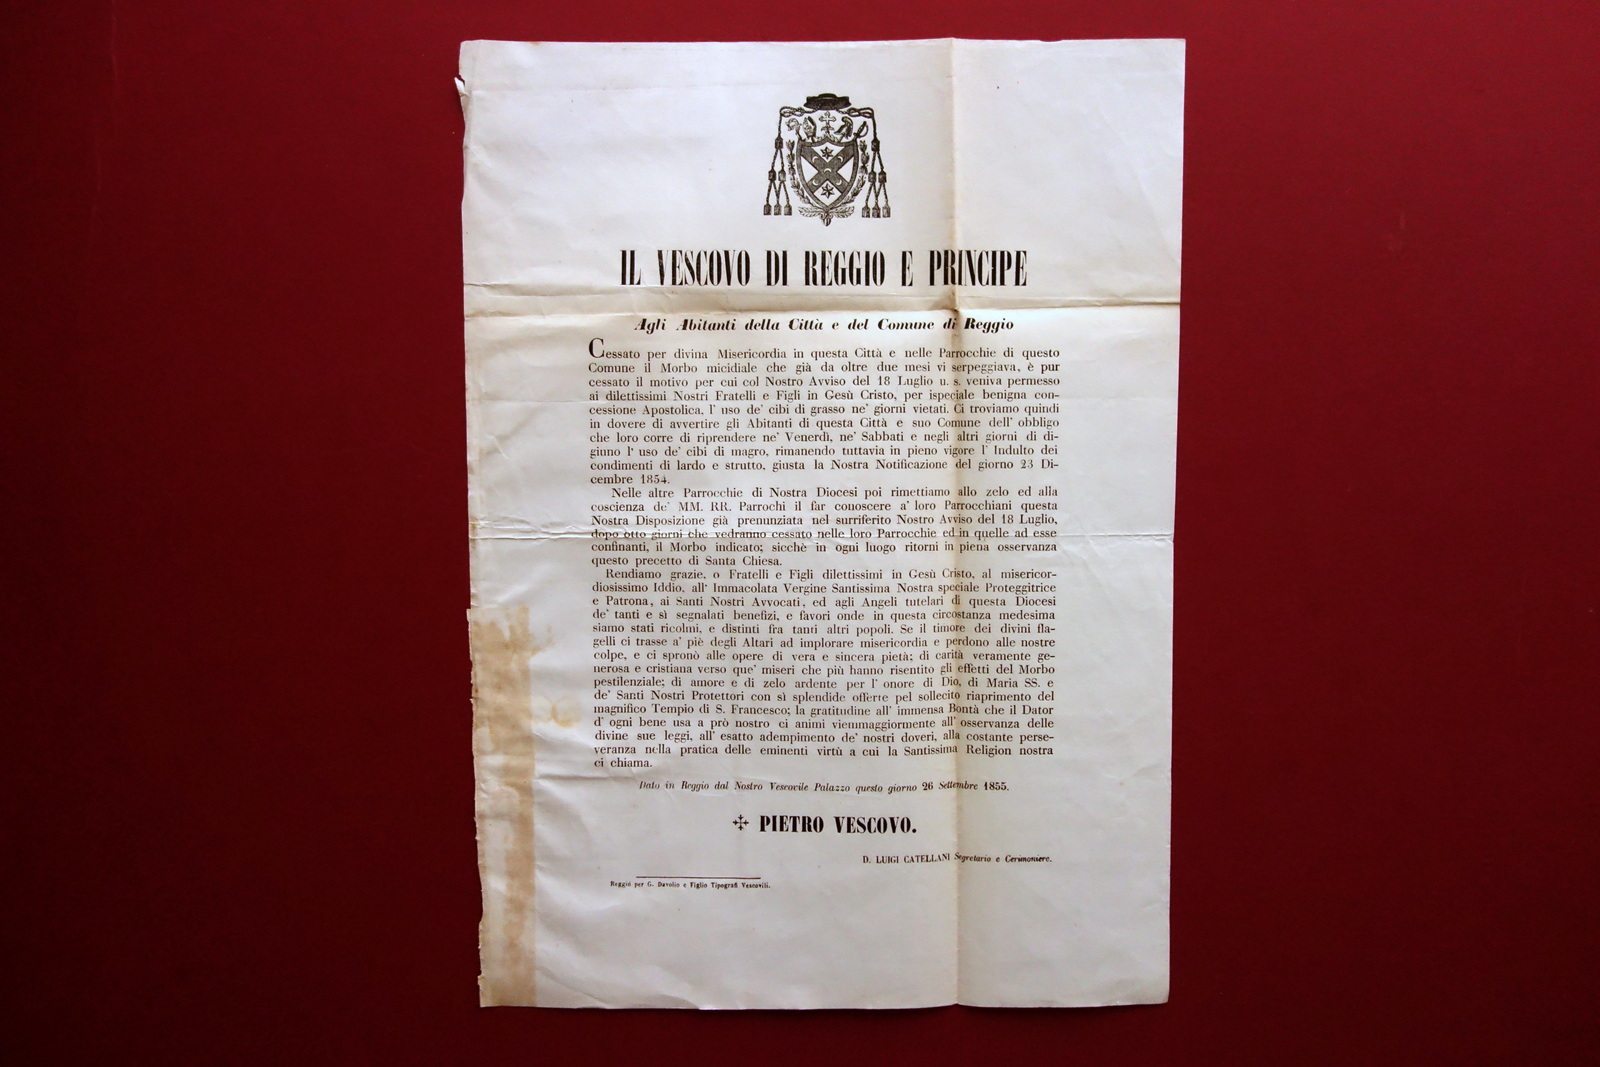 IL VESCOVO DI REGGIO E PRINCIPE
Agli Abitanti della Città e del Comune di Reggio
Cessato per divina Misericordia in questa Città e nelle Parrocchie di questo
Comune il Morbo micidiale che già da oltre due mesi vi serpeggiava, è pur
cessato il motivo per cui col Nostro Avviso del 18 Luglio u. s. veniva permesso
ai dilettissimi Nostri Fratelli e Figli in Gesù Cristo, per ispeciale benigna con-
cessione Apostolica, l' uso de' cibi di grasso ne' giorni vietati. Ci troviamo quindi
in dovere di avvertire gli Abitanti di questa Città e suo Comune dell' obbligo
che loro corre di riprendere ne' Venerdì, ne' Sabbati e negli altri giorni di di-
giuno l' uso de' cibi di magro, rimanendo tuttavia in pieno vigore l' Indulto dei
condimenti di lardo e strutto, giusta la Nostra Notificazione del giorno 23 Di-
cembre 1854.
Nelle altre Parrocchie di Nostra Diocesi poi rimettiamo allo zelo ed alla
coscienza de' MM. RR. Parrochi il far conoscere a' loro Parrocchiani questa
Nostra Disposizione già prenunziata nel surriferito Nostro Avviso del 18 Luglio,
dopo otto giorni che vedranno cessato nelle loro Parrocchie ed in quelle ad esse
confinanti, il Morbo indicato; sicchè in ogni luogo ritorni in piena osservanza
questo precetto di Santa Chiesa.
Rendiamo grazie, o Fratelli e Figli dilettissimi in Gesù Cristo, al misericor-
diosissimo Iddio, all' Immacolata Vergine Santissima Nostra speciale Proteggitrice
e Patrona, ai Santi Nostri Avvocati, ed agli Angeli tutelari di questa Diocesi
de' tanti e sì segnalati benefizi, e favori onde in questa circostanza medesima
siamo stati ricolmi, e distinti fra tanti altri popoli. Se il timore dei divini fla-
gelli ci trasse a' piè degli Altari ad implorare misericordia e perdono alle nostre
colpe, e ci spronò alle opere di vera e sincera pietà; di carità veramente ge-
nerosa e cristiana verso que' miseri che più hanno risentito gli effetti del Morbo
pestilenziale; di amore e di zelo ardente per l' onore di Dio, di Maria SS. e
de' Santi Nostri Protettori con sì splendide offerte pel sollecito riaprimento del
magnifico Tempio di S. Francesco; la gratitudine all' immensa Bontà che il Dator
d' ogni bene usa a prò nostro ci animi viemmaggiormente all' osservanza delle
divine sue leggi, all' esatto adempimento de' nostri doveri, alla costante perse-
veranza nella pratica delle eminenti virtù a cui la Santissima Religion nostra
ci chiama.
Dato in Reggio dal Nostro Vescovile Palazzo questo giorno 26 Settembre 1855.
✣ PIETRO VESCOVO.
D. LUIGI CATELLANI Segretario e Cerimoniere.
Reggio per G. Davolio e Figlio Tipografi Vescovili.